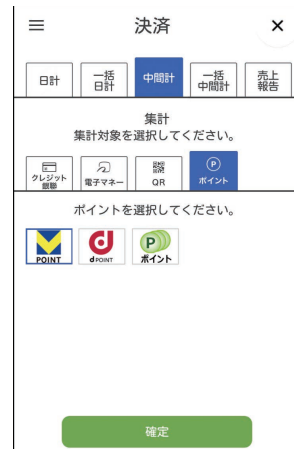 決済
日計
一括
日計
中間計
一括
中間計
売上
報告
集計
集計対象を選択してください。
クレジット
銀聯
電子マネー
QR
P
ポイント
ポイントを選択してください。
POINT
d POINT
P
ポイント
確定